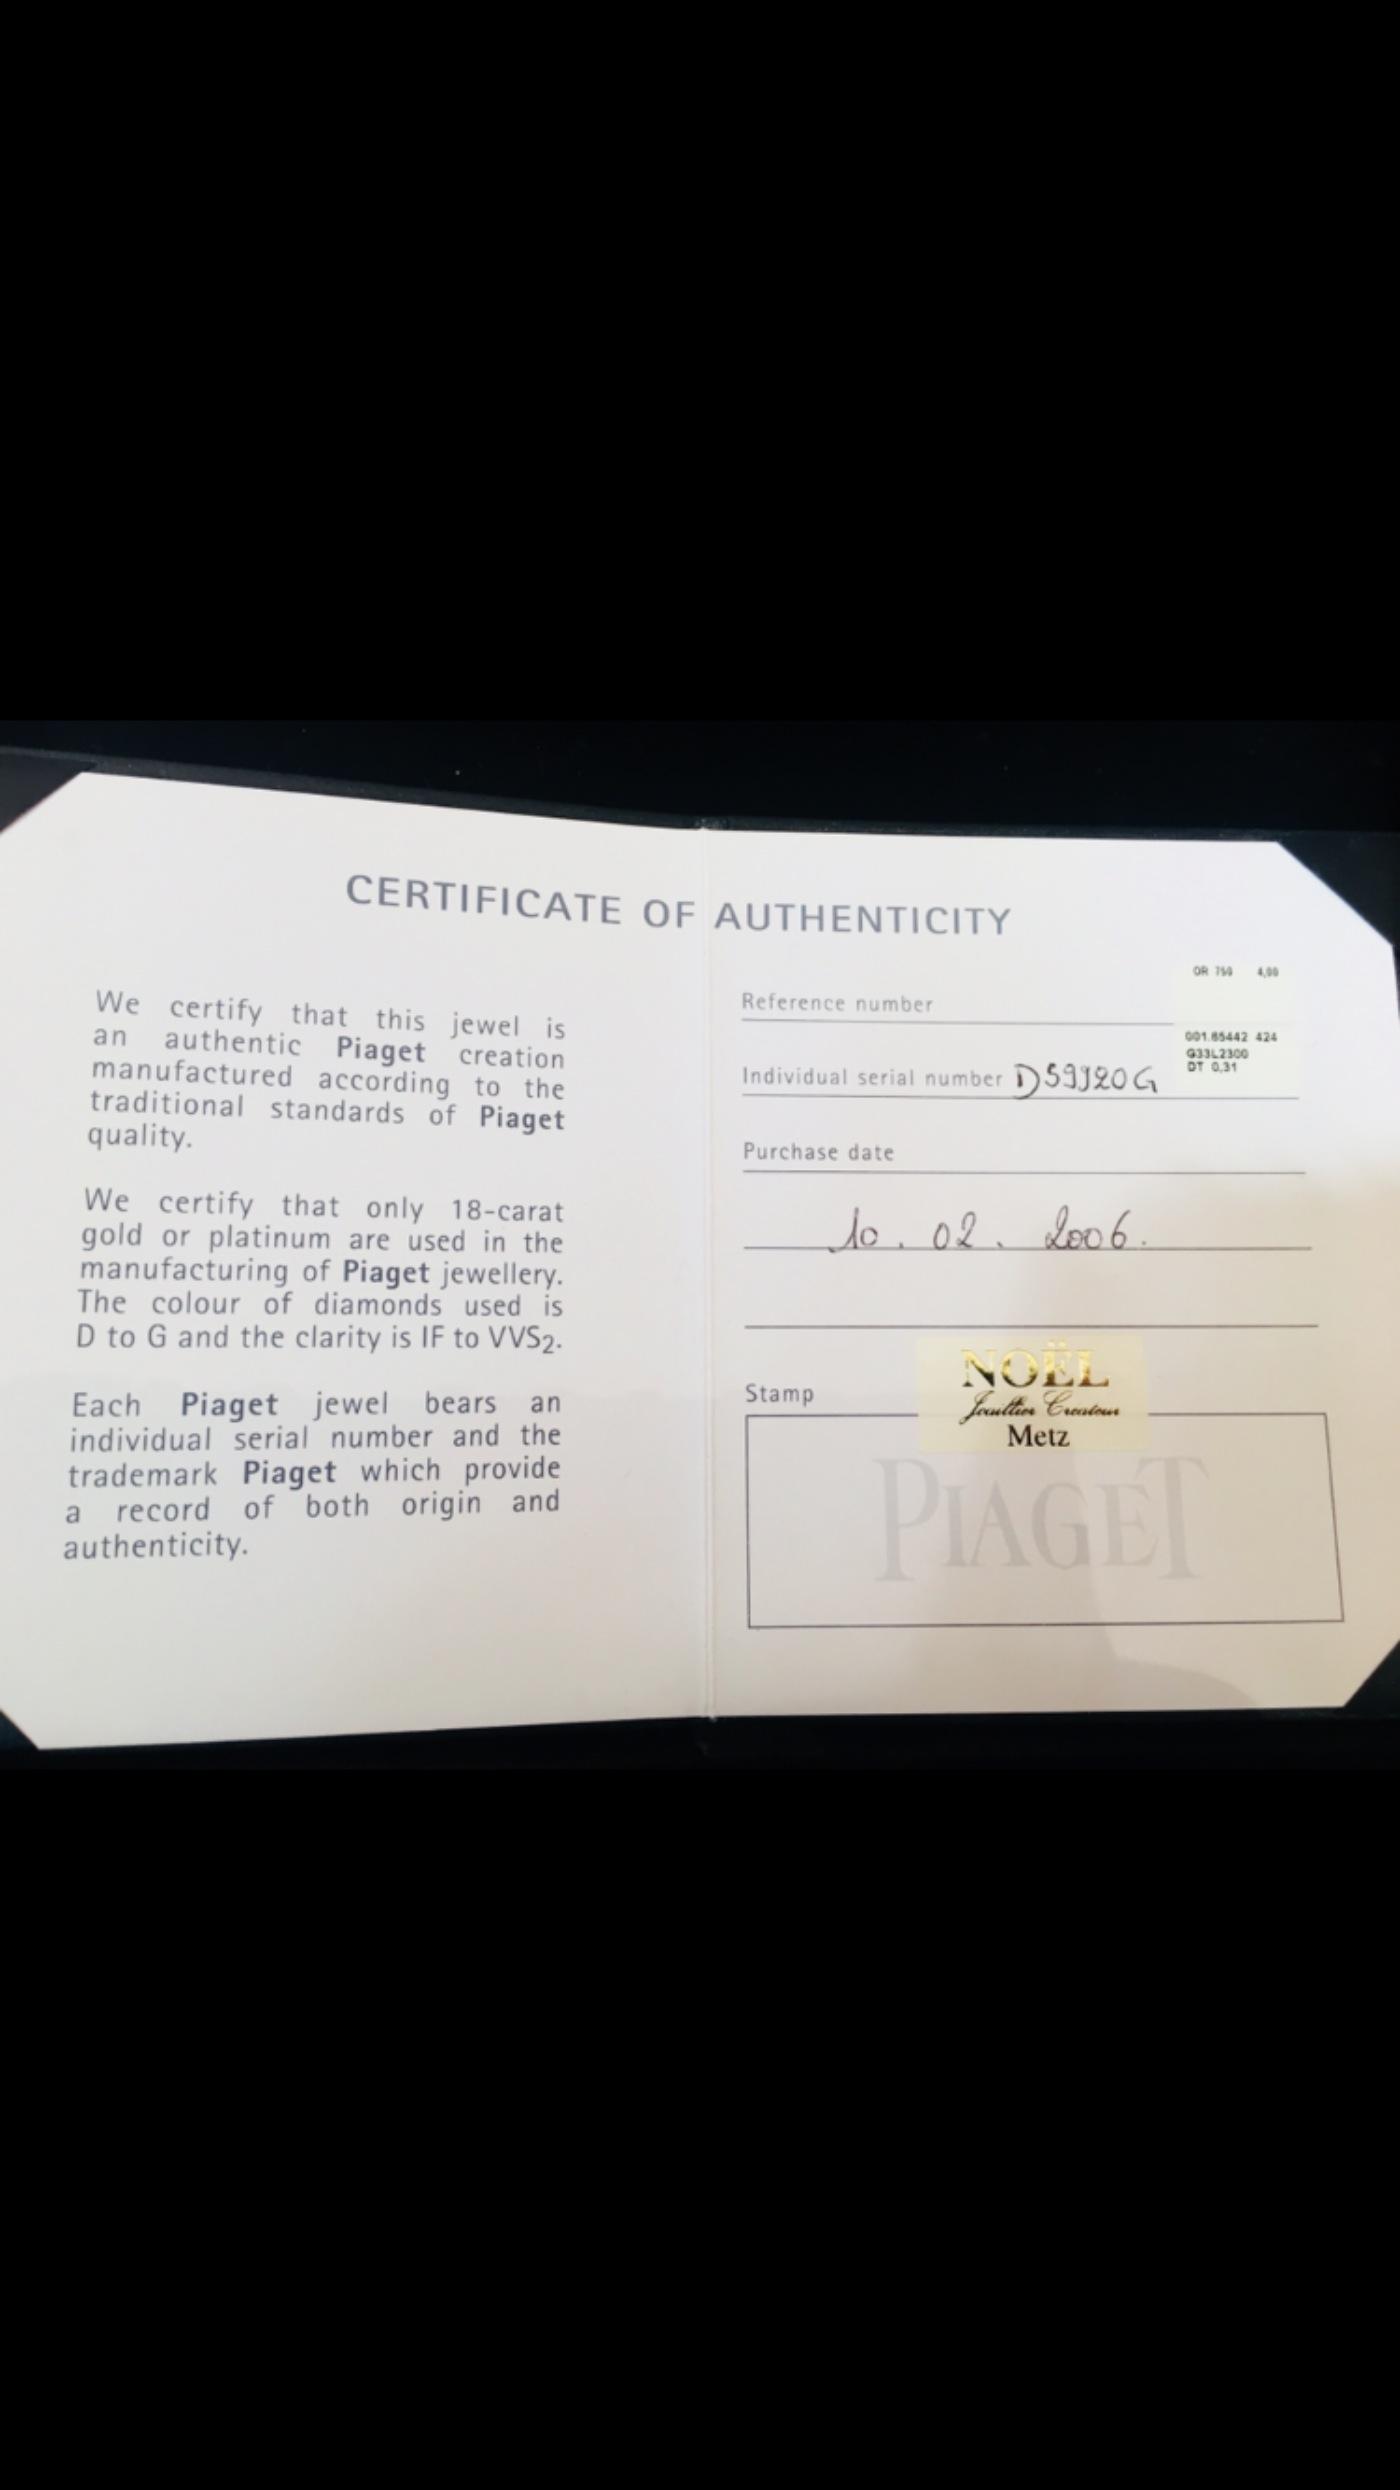 CERTIFICATE OF AUTHENTICITY
We certify that this jewel is
an authentic Piaget creation
manufactured according to the
traditional standards of Piaget
quality.
We certify that only 18-carat
gold or platinum are used in the
manufacturing of Piaget jewellery.
The colour of diamonds used is
D to G and the clarity is IF to VVS2.
Each Piaget jewel bears an
individual serial number and the
trademark Piaget which provide
a record of both origin and
authenticity.
OR 750 4,00
Reference number
001.65442 424
G33L2300
DT 0,31
Individual serial number
Purchase date
10. 02. 2006.
Stamp
NOËL
Joaillier Createur
Metz
PIAGET